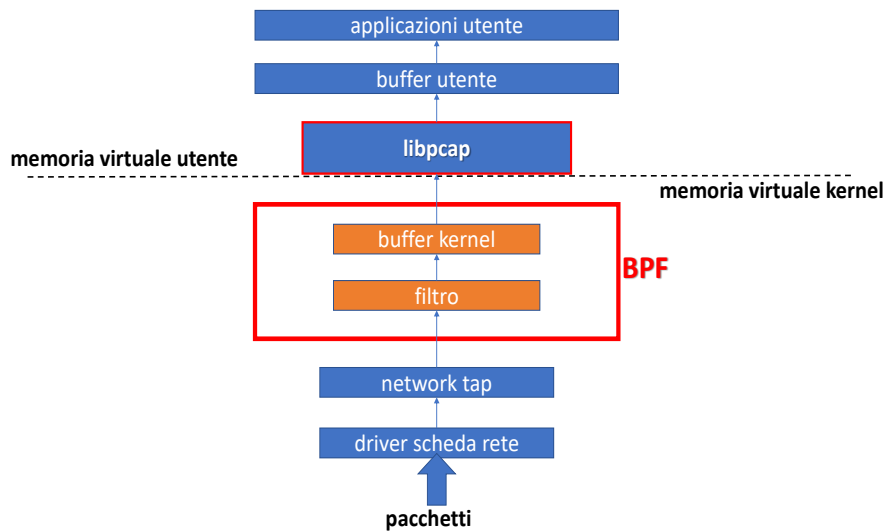 applicazioni utente
buffer utente
libpcap
memoria virtuale utente
memoria virtuale kernel
buffer kernel
BPF
filtro
network tap
driver scheda rete
pacchetti